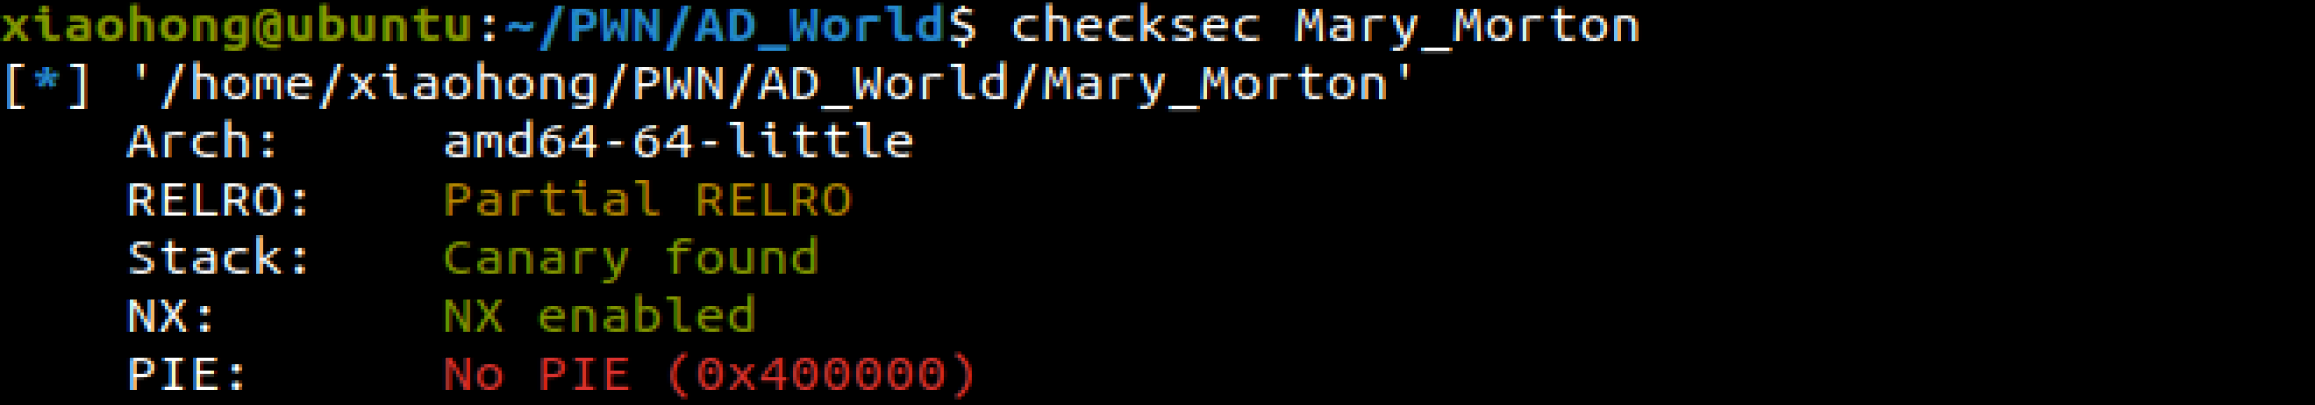 xiaohong@ubuntu:~/PWN/AD_World$ checksec Mary_Morton
[*] '/home/xiaohong/PWN/AD_World/Mary_Morton'
    Arch:     amd64-64-little
    RELRO:    Partial RELRO
    Stack:    Canary found
    NX:       NX enabled
    PIE:      No PIE (0x400000)